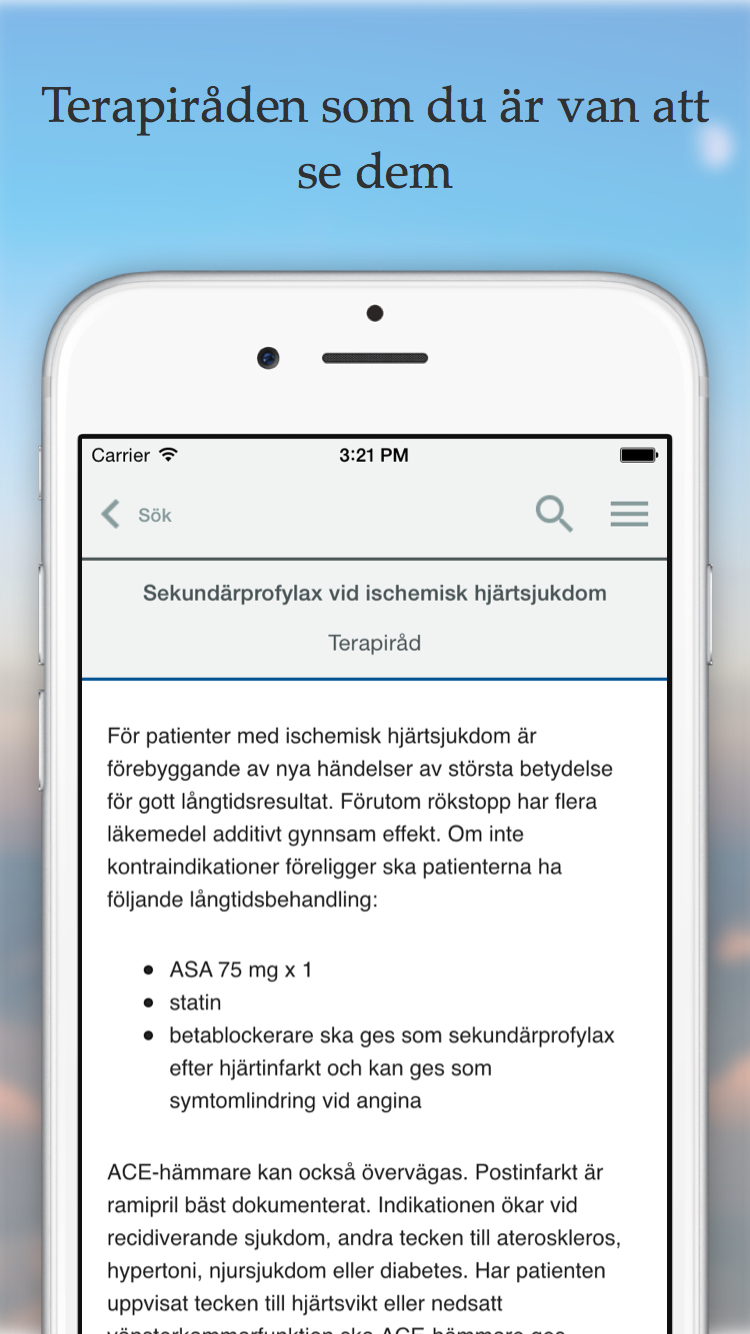 Terapiråden som du är van att
se dem
Carrier
3:21 PM
Sök
Sekundärprofylax vid ischemisk hjärtsjukdom
Terapiråd
För patienter med ischemisk hjärtsjukdom är
förebyggande av nya händelser av största betydelse
för gott långtidsresultat. Förutom rökstopp har flera
läkemedel additivt gynnsam effekt. Om inte
kontraindikationer föreligger ska patienterna ha
följande långtidsbehandling:
• ASA 75 mg x 1
• statin
• betablockerare ska ges som sekundärprofylax
efter hjärtinfarkt och kan ges som
symtomlindring vid angina
ACE-hämmare kan också övervägas. Postinfarkt är
ramipril bäst dokumenterat. Indikationen ökar vid
recidiverande sjukdom, andra tecken till ateroskleros,
hypertoni, njursjukdom eller diabetes. Har patienten
uppvisat tecken till hjärtsvikt eller nedsatt